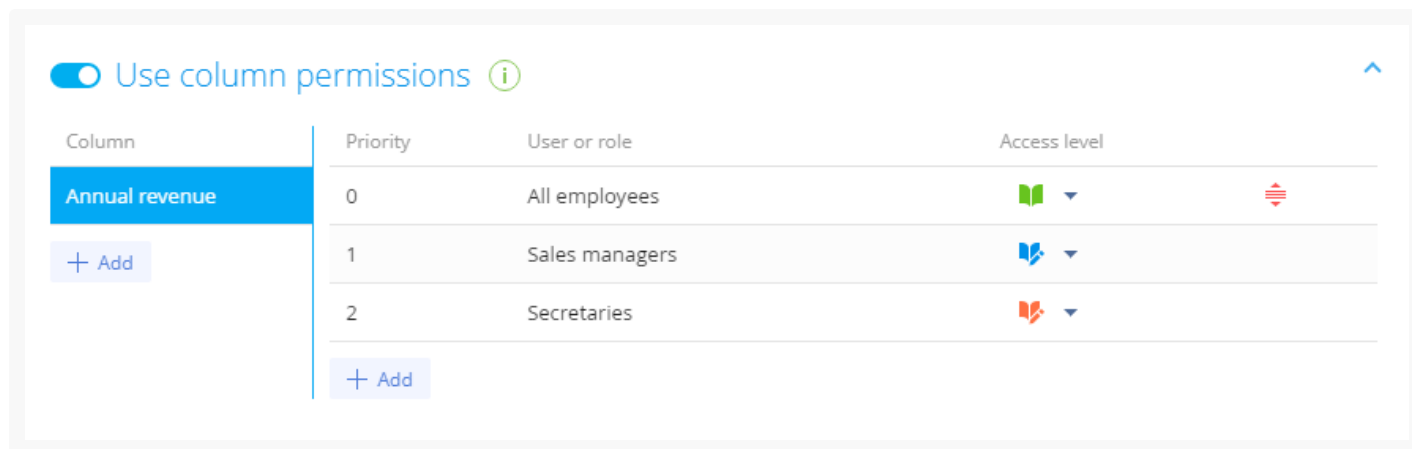 Use column permissions i
Column Priority User or role Access level
Annual revenue 0 All employees
+ Add 1 Sales managers
2 Secretaries
+ Add